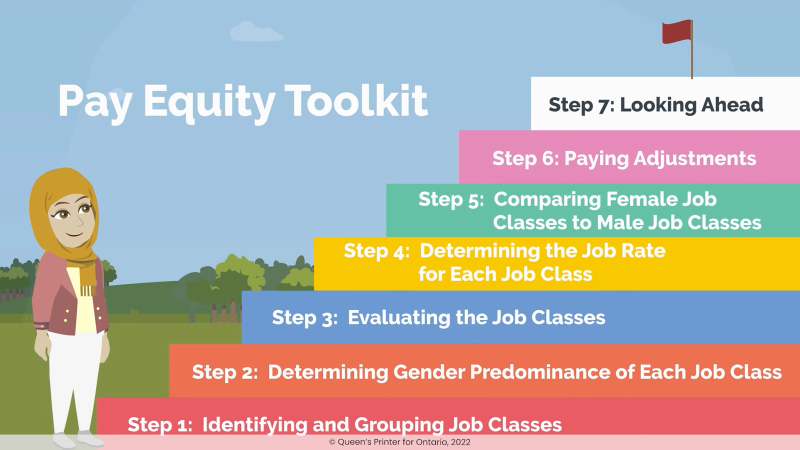 Pay Equity Toolkit
Step 7: Looking Ahead
Step 6: Paying Adjustments
Step 5: Comparing Female Job
Classes to Male Job Classes
Step 4: Determining the Job Rate
for Each Job Class
Step 3: Evaluating the Job Classes
Step 2: Determining Gender Predominance of Each Job Class
Step 1: Identifying and Grouping Job Classes
© Queen's Printer for Ontario, 2022